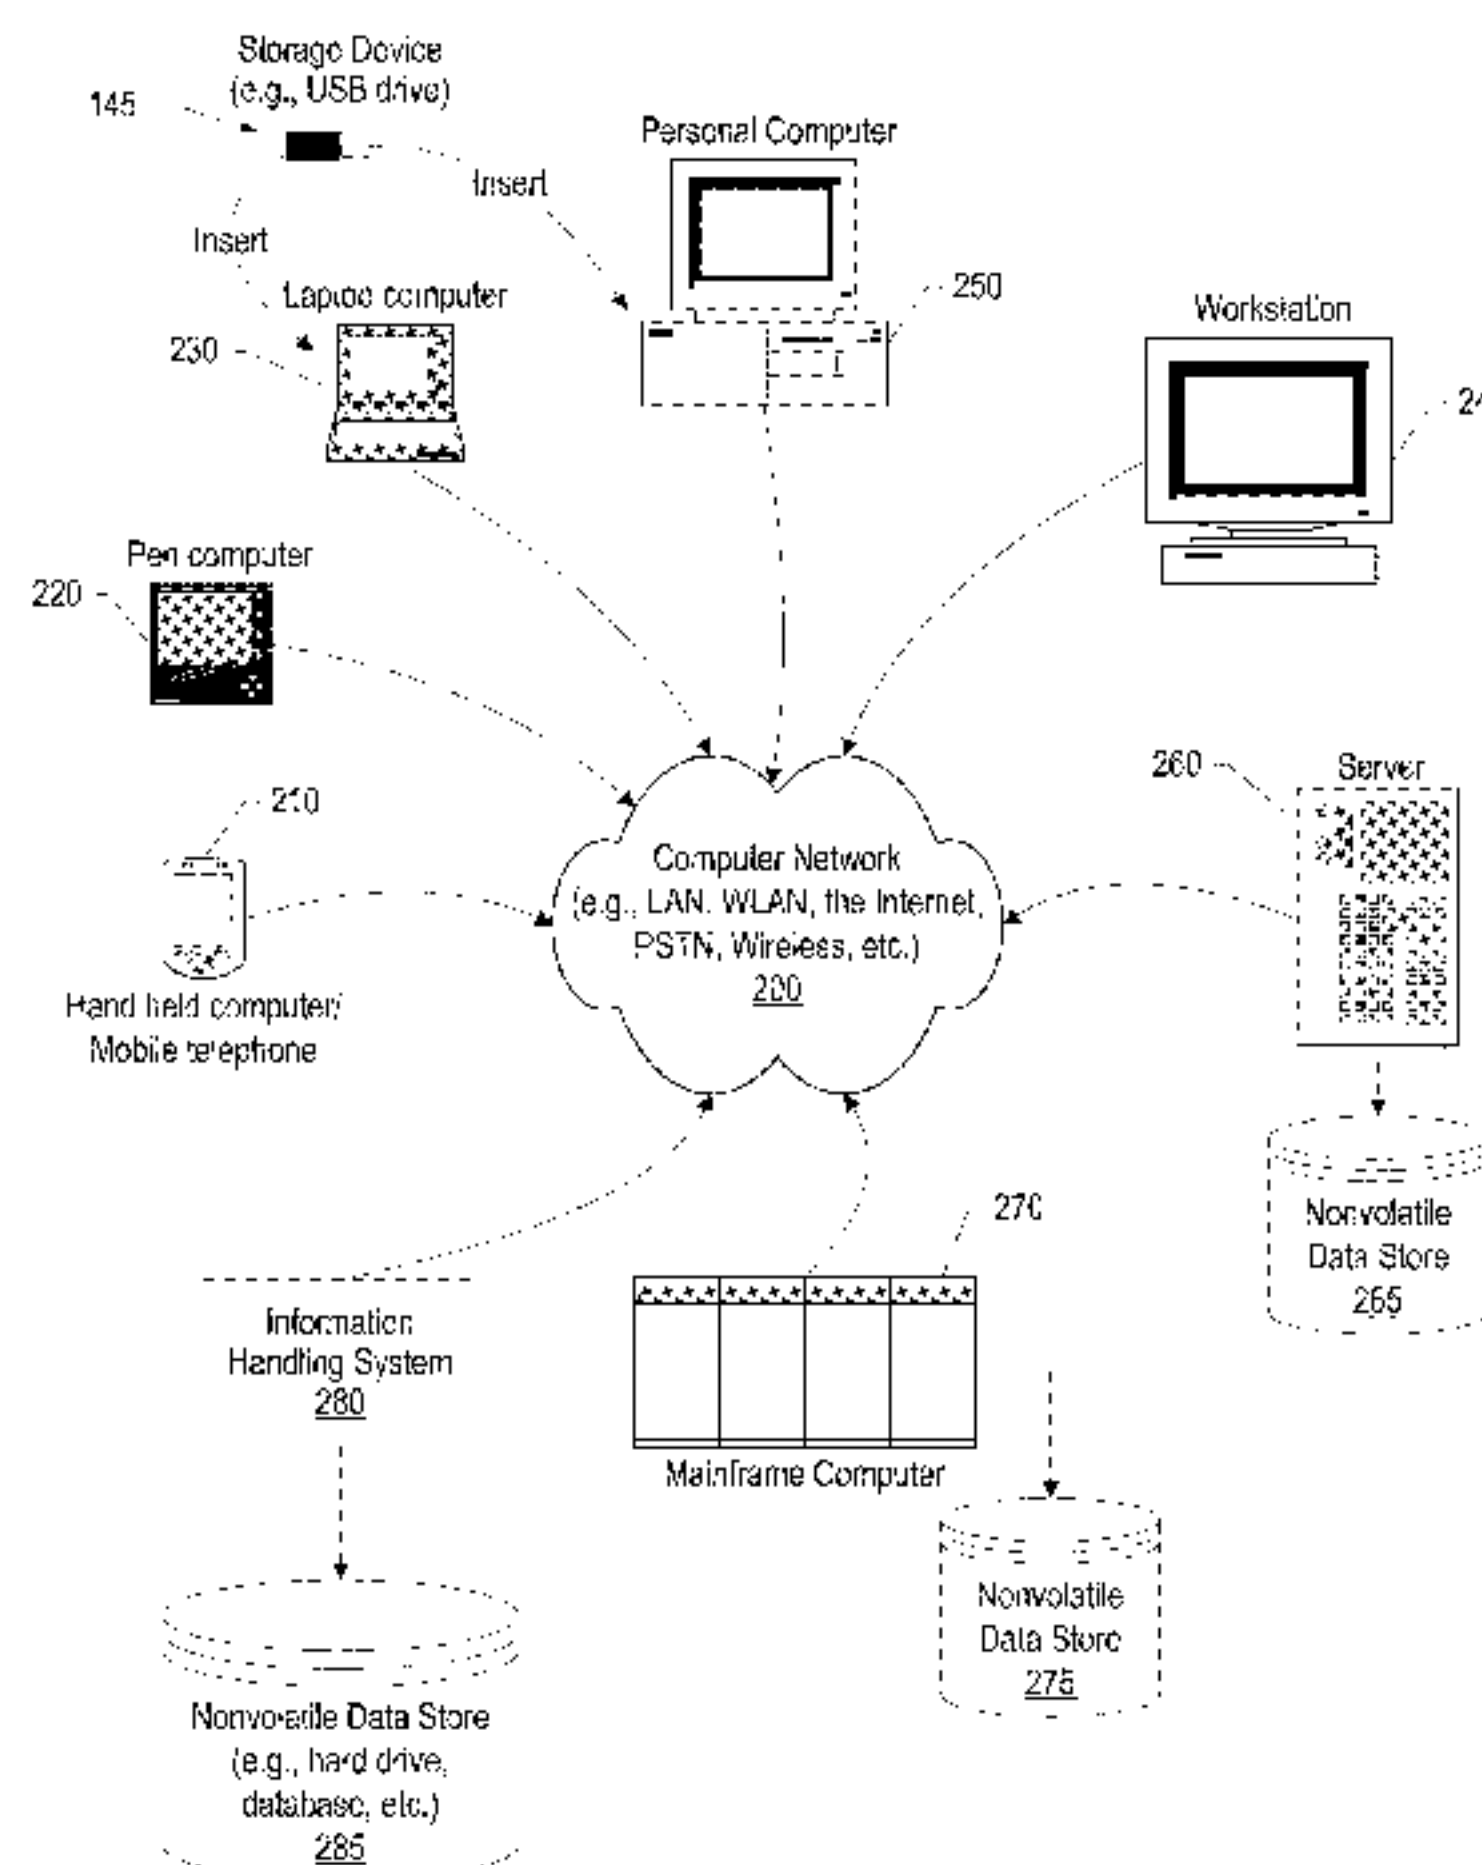 Storage Device
(e.g., USB drive)
145
Insert
Insert
Personal Computer
250
Laptop computer
230
Workstation
24
Pen computer
220
210
Hand held computer/
Mobile telephone
Computer Network
(e.g., LAN, WLAN, the Internet,
PSTN, Wireless, etc.)
200
260
Server
Nonvolatile
Data Store
265
270
Mainframe Computer
Information
Handling System
280
Nonvolatile
Data Store
275
Nonvolatile Data Store
(e.g., hard drive,
database, etc.)
285